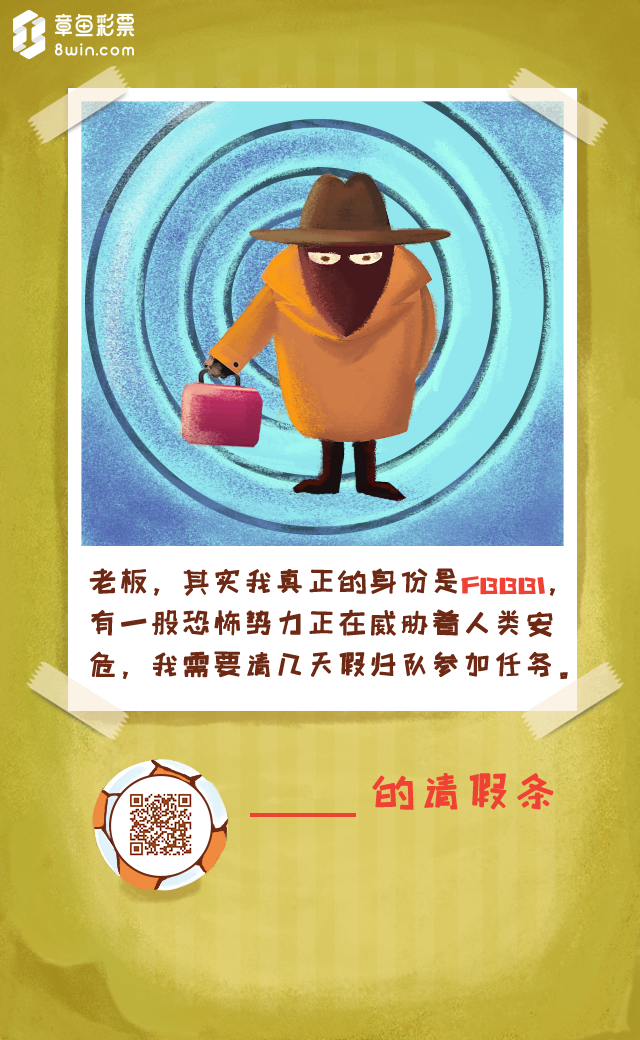 章鱼彩票
8win.com
老板，其实我真正的身份是FBBBI，
有一股恐怖势力正在威胁着人类安
危，我需要请几天假归队参加任务。
的请假条